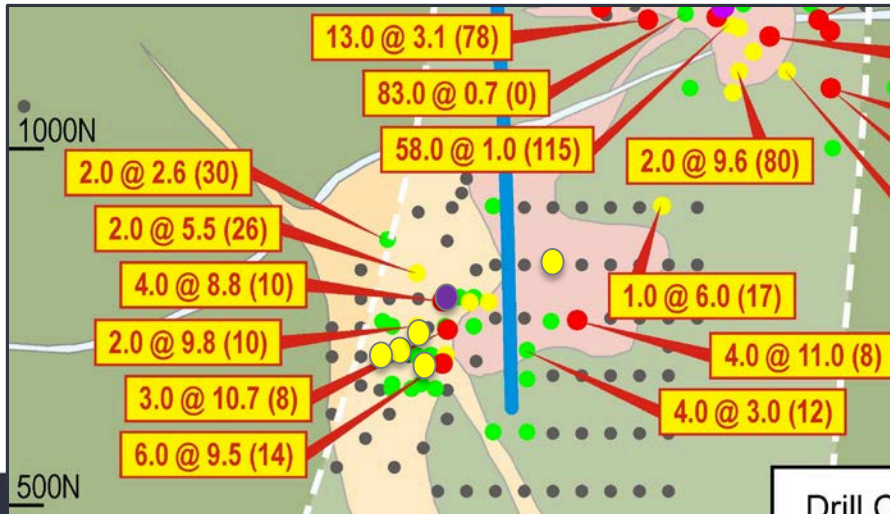 13.0 @ 3.1 (78)
83.0 @ 0.7 (0)
1000N
58.0 @ 1.0 (115)
2.0 @ 9.6 (80)
2.0 @ 2.6 (30)
2.0 @ 5.5 (26)
4.0 @ 8.8 (10)
1.0 @ 6.0 (17)
2.0 @ 9.8 (10)
4.0 @ 11.0 (8)
3.0 @ 10.7 (8)
4.0 @ 3.0 (12)
6.0 @ 9.5 (14)
500N
Drill